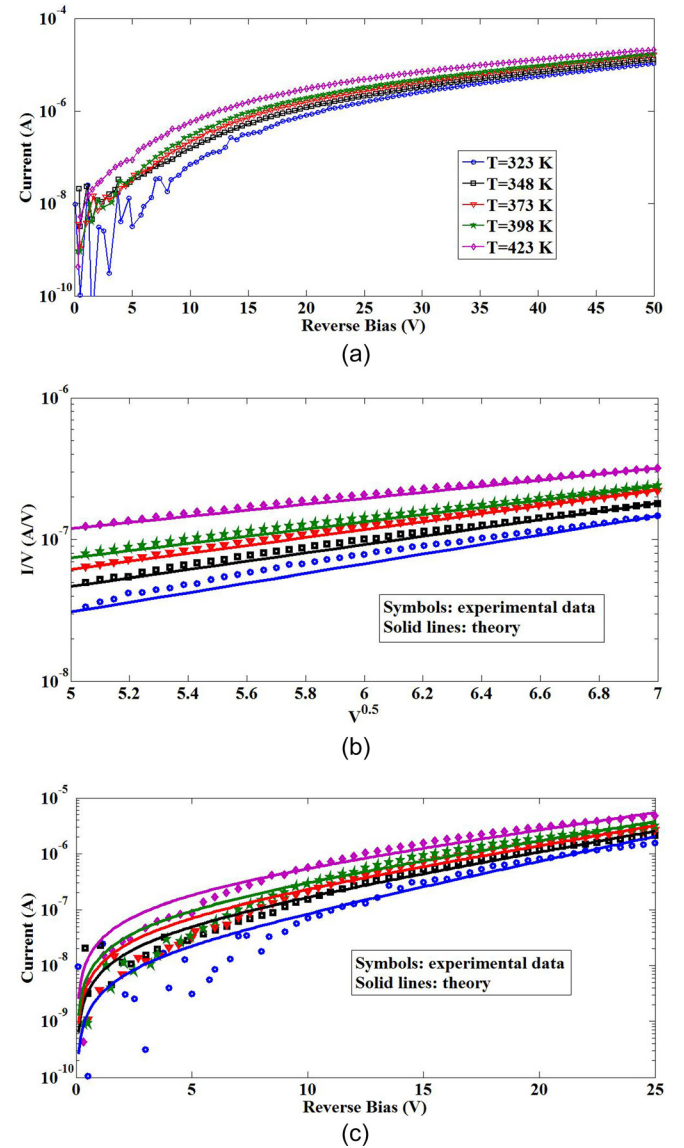 10^-4
10^-6
10^-8
10^-10
Current (A)
T=323 K
T=348 K
T=373 K
T=398 K
T=423 K
0 5 10 15 20 25 30 35 40 45 50
Reverse Bias (V)
(a)
10^-6
10^-7
10^-8
I/V (A/V)
Symbols: experimental data
Solid lines: theory
5 5.2 5.4 5.6 5.8 6 6.2 6.4 6.6 6.8 7
V^0.5
(b)
10^-5
10^-6
10^-7
10^-8
10^-9
10^-10
Current (A)
Symbols: experimental data
Solid lines: theory
0 5 10 15 20 25
Reverse Bias (V)
(c)